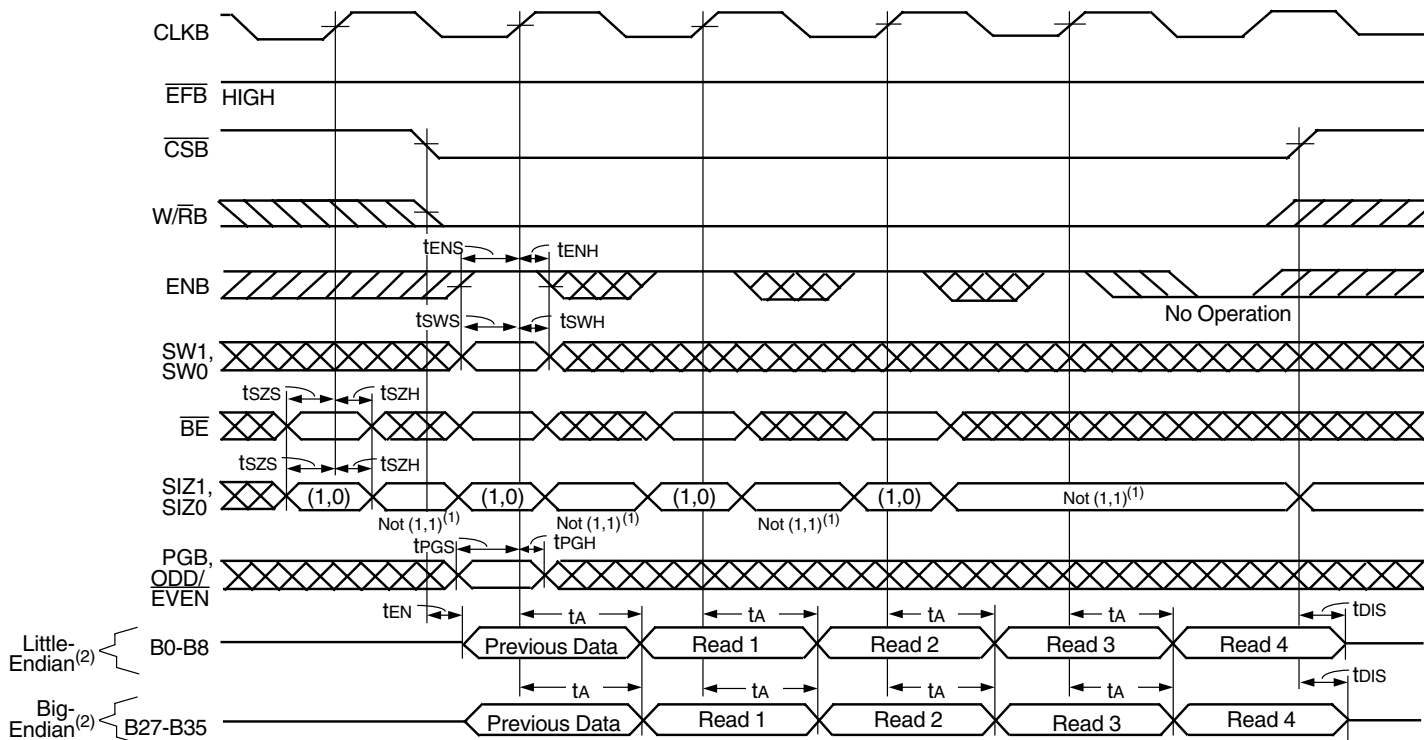 CLKB
EFB HIGH
CSB
W/RB
tENS tENH
ENB
No Operation
tSWS tSWH
SW1,
SW0
tSZS tSZH
BE
tSZS tSZH
SIZ1,
SIZ0
(1,0) (1,0) (1,0) (1,0) Not (1,1)(1)
Not (1,1)(1) Not (1,1)(1) Not (1,1)(1)
tPGS tPGH
PGB,
ODD/
EVEN
tEN tA tA tA tA tDIS
Little-
Endian(2) B0-B8 Previous Data Read 1 Read 2 Read 3 Read 4
tA tA tA tA tDIS
Big-
Endian(2) B27-B35 Previous Data Read 1 Read 2 Read 3 Read 4